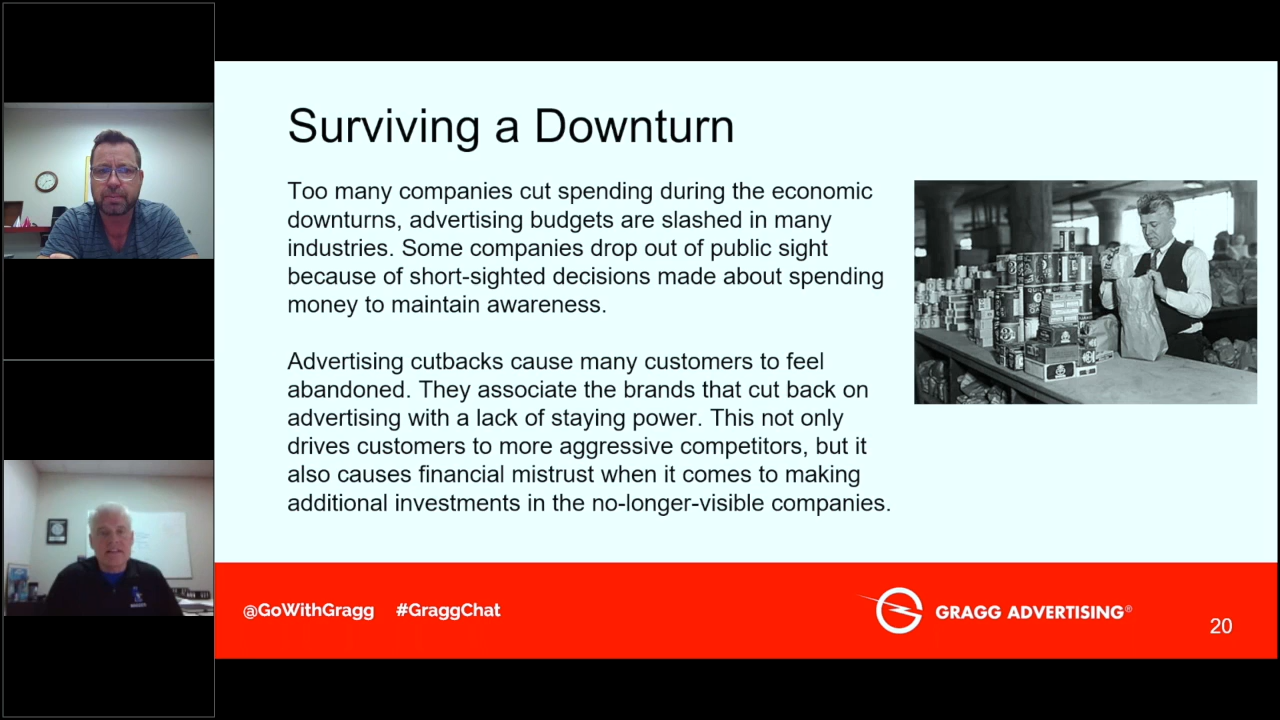 Surviving a Downturn
Too many companies cut spending during the economic
downturns, advertising budgets are slashed in many
industries. Some companies drop out of public sight
because of short-sighted decisions made about spending
money to maintain awareness.
Advertising cutbacks cause many customers to feel
abandoned. They associate the brands that cut back on
advertising with a lack of staying power. This not only
drives customers to more aggressive competitors, but it
also causes financial mistrust when it comes to making
additional investments in the no-longer-visible companies.
@GoWithGragg #GraggChat
GRAGG ADVERTISING®
20